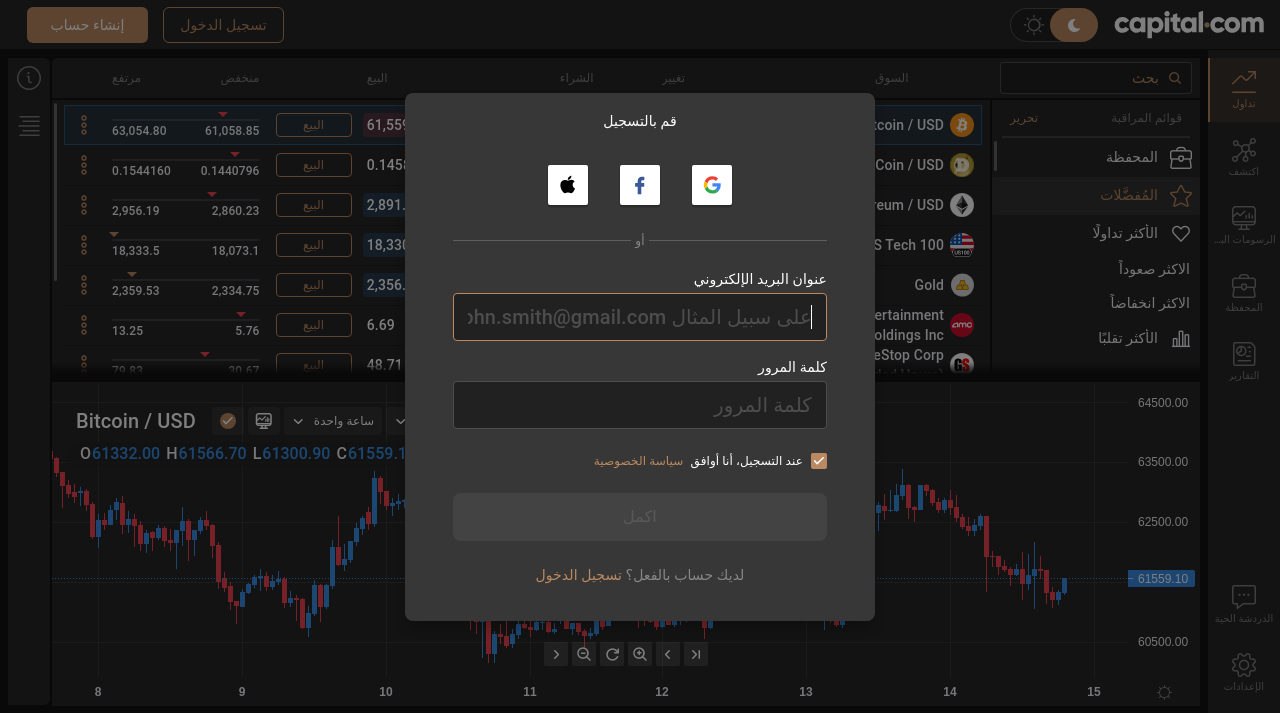 إنشاء حساب
تسجيل الدخول
capital.com
السوق
تغيير
الشراء
البيع
منخفض
مرتفع
بحث
قوائم المراقبة
تحرير
المحفظة
المُفضَّلات
الأكثر تداولًا
الاكثر صعوداً
الاكثر انخفاضاً
الأكثر تقلبًا
تداول
اكتشف
الرسومات البـ...
المحفظة
التقارير
الدردشة الحية
الإعدادات
tcoin / USD
61,559
البيع
61,058.85
63,054.80
Coin / USD
0.1458
البيع
0.1440796
0.1544160
reum / USD
2,891.
البيع
2,860.23
2,956.19
S Tech 100
US100
18,330
البيع
18,073.1
18,333.5
Gold
2,356.
البيع
2,334.75
2,359.53
ertainment
oldings Inc
amc
6.69
البيع
5.76
13.25
eStop Corp
48.71
البيع
30.67
79.83
قم بالتسجيل
أو
عنوان البريد الإلكتروني
على سبيل المثال ohn.smith@gmail.com
كلمة المرور
كلمة المرور
عند التسجيل، أنا أوافق سياسة الخصوصية
اكمل
لديك حساب بالفعل؟ تسجيل الدخول
Bitcoin / USD
ساعة واحدة
O61332.00 H61566.70 L61300.90 C61559.1
64500.00
63500.00
62500.00
61559.10
60500.00
8 9 10 11 12 13 14 15